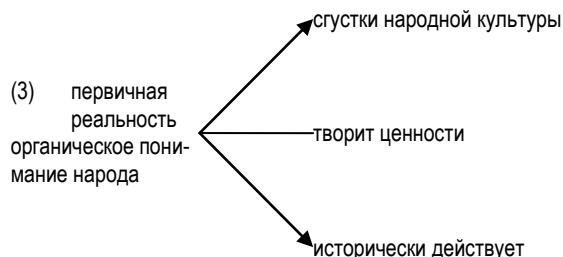 сгустки народной культуры
(3) первичная
реальность
органическое пони-
мание народа
творит ценности
исторически действует